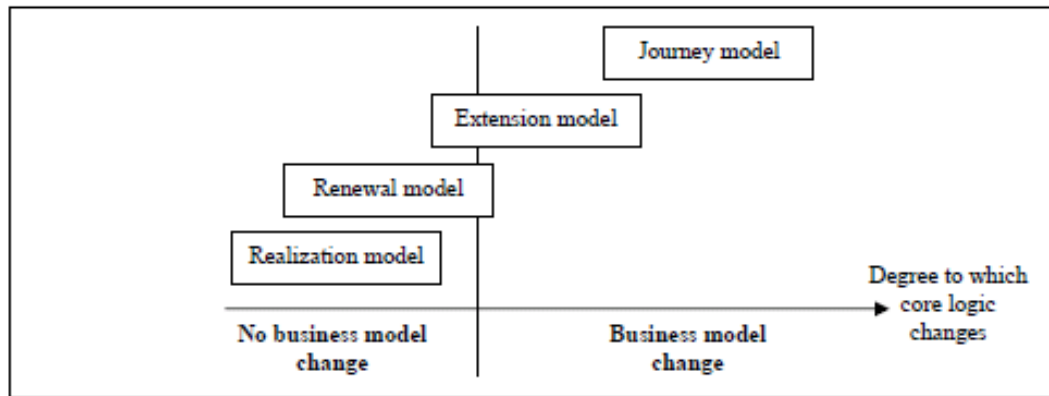 Journey model
Extension model
Renewal model
Realization model
Degree to which
core logic
changes
No business model
change
Business model
change